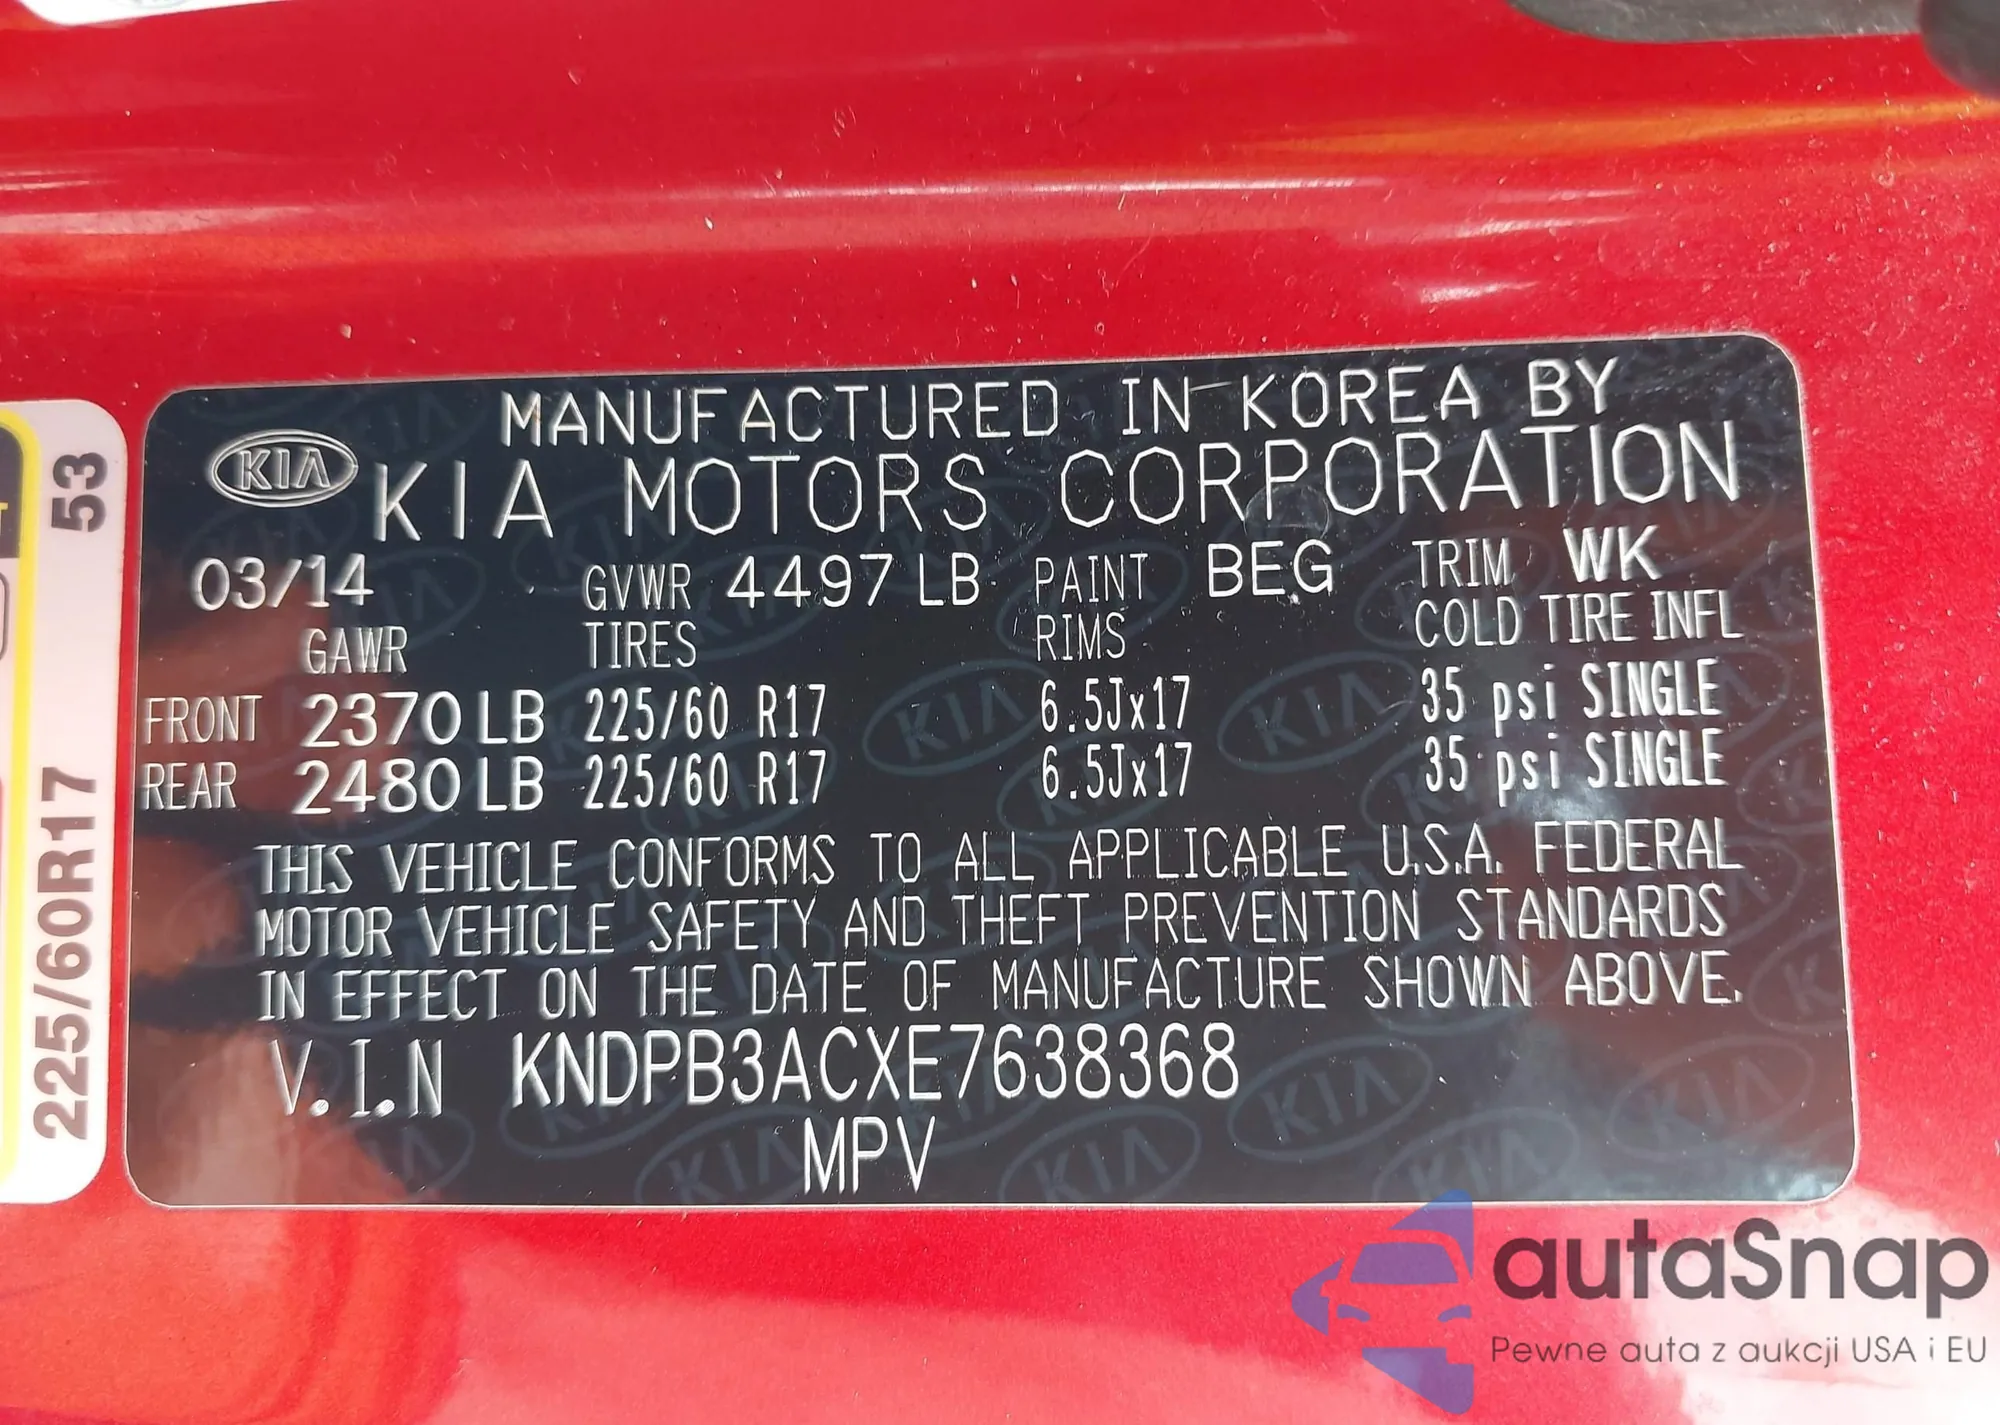 MANUFACTURED IN KOREA BY
KIA KIA MOTORS CORPORATION
03/14 GVWR 4497 LB PAINT BEG TRIM WK
GAWR TIRES RIMS COLD TIRE INFL
FRONT 2370 LB 225/60 R17 6.5Jx17 35 psi SINGLE
REAR 2480 LB 225/60 R17 6.5Jx17 35 psi SINGLE
THIS VEHICLE CONFORMS TO ALL APPLICABLE U.S.A. FEDERAL
MOTOR VEHICLE SAFETY AND THEFT PREVENTION STANDARDS
IN EFFECT ON THE DATE OF MANUFACTURE SHOWN ABOVE.
V.I.N KNDPB3ACXE7638368
MPV
225/60R17 53
autaSnap
Pewne auta z aukcji USA i EU